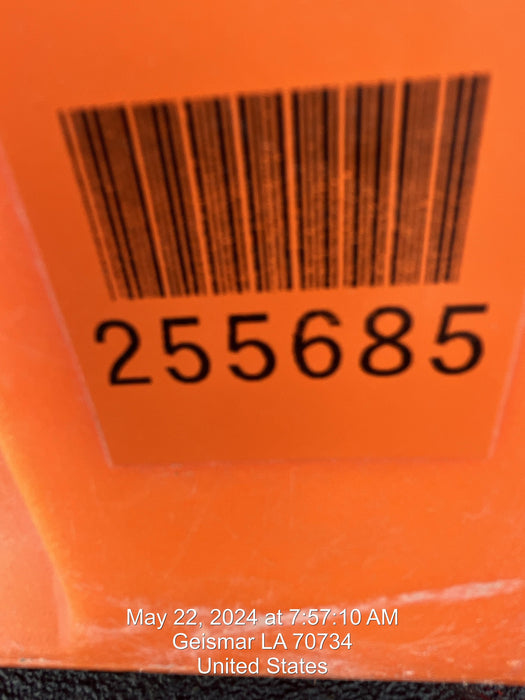 255685
May 22, 2024 at 7:57:10 AM
Geismar LA 70734
United States